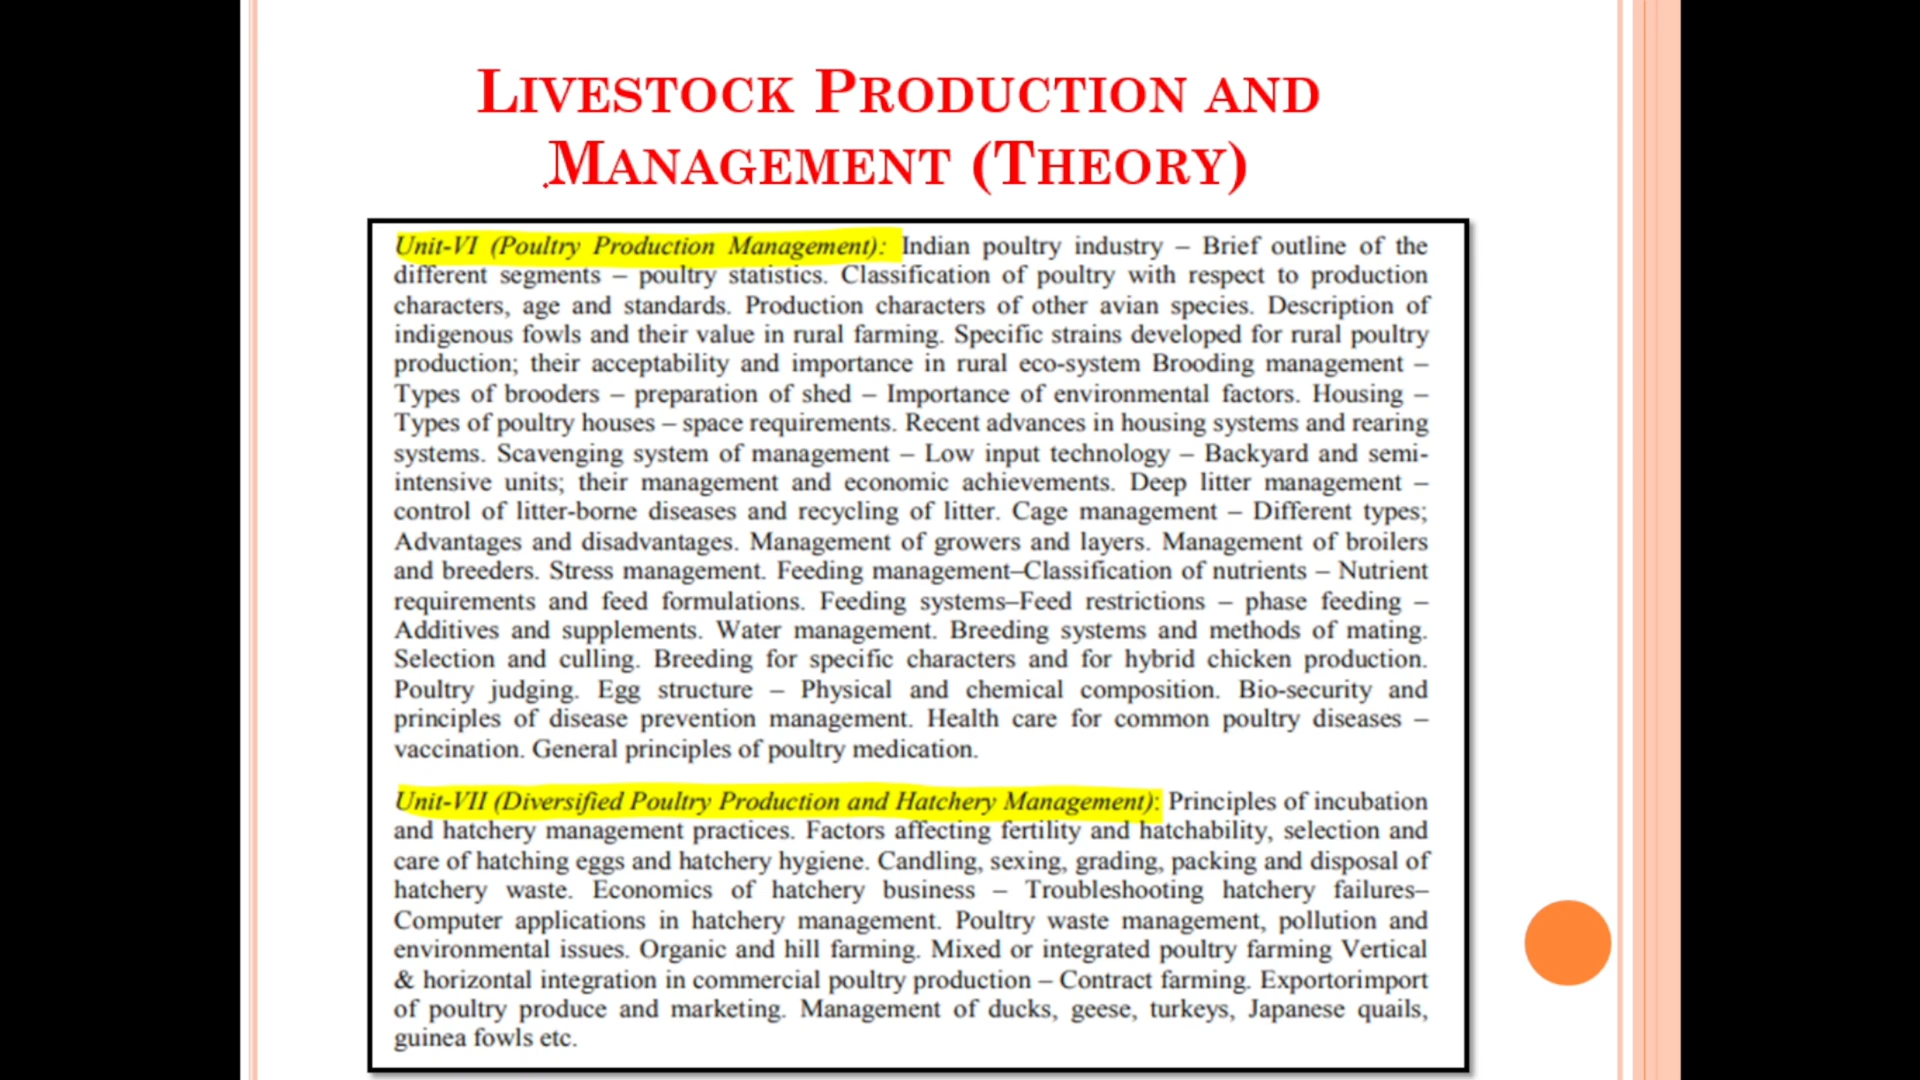 LIVESTOCK PRODUCTION AND
MANAGEMENT (THEORY)
Unit-VI (Poultry Production Management): Indian poultry industry – Brief outline of the
different segments – poultry statistics. Classification of poultry with respect to production
characters, age and standards. Production characters of other avian species. Description of
indigenous fowls and their value in rural farming. Specific strains developed for rural poultry
production; their acceptability and importance in rural eco-system Brooding management –
Types of brooders – preparation of shed – Importance of environmental factors. Housing –
Types of poultry houses – space requirements. Recent advances in housing systems and rearing
systems. Scavenging system of management – Low input technology – Backyard and semi-
intensive units; their management and economic achievements. Deep litter management –
control of litter-borne diseases and recycling of litter. Cage management – Different types;
Advantages and disadvantages. Management of growers and layers. Management of broilers
and breeders. Stress management. Feeding management–Classification of nutrients – Nutrient
requirements and feed formulations. Feeding systems–Feed restrictions – phase feeding –
Additives and supplements. Water management. Breeding systems and methods of mating.
Selection and culling. Breeding for specific characters and for hybrid chicken production.
Poultry judging. Egg structure – Physical and chemical composition. Bio-security and
principles of disease prevention management. Health care for common poultry diseases –
vaccination. General principles of poultry medication.
Unit-VII (Diversified Poultry Production and Hatchery Management): Principles of incubation
and hatchery management practices. Factors affecting fertility and hatchability, selection and
care of hatching eggs and hatchery hygiene. Candling, sexing, grading, packing and disposal of
hatchery waste. Economics of hatchery business – Troubleshooting hatchery failures–
Computer applications in hatchery management. Poultry waste management, pollution and
environmental issues. Organic and hill farming. Mixed or integrated poultry farming Vertical
& horizontal integration in commercial poultry production – Contract farming. Exportorimport
of poultry produce and marketing. Management of ducks, geese, turkeys, Japanese quails,
guinea fowls etc.